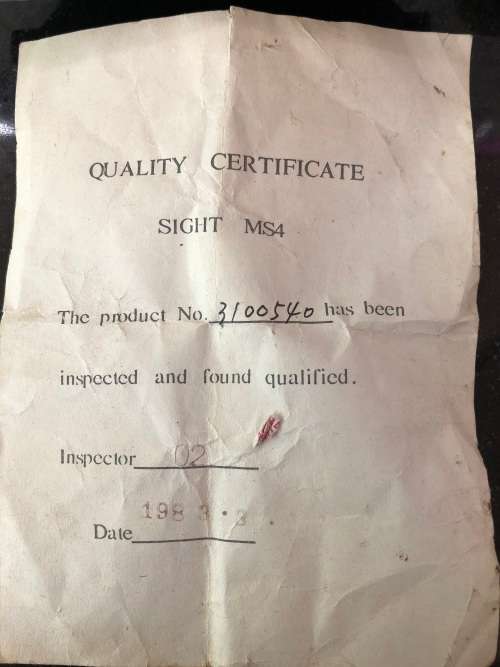 QUALITY CERTIFICATE
SIGHT MS4
The product No. 3100540 has been
inspected and found qualified.
Inspector 02
Date 198 3 . 3 .